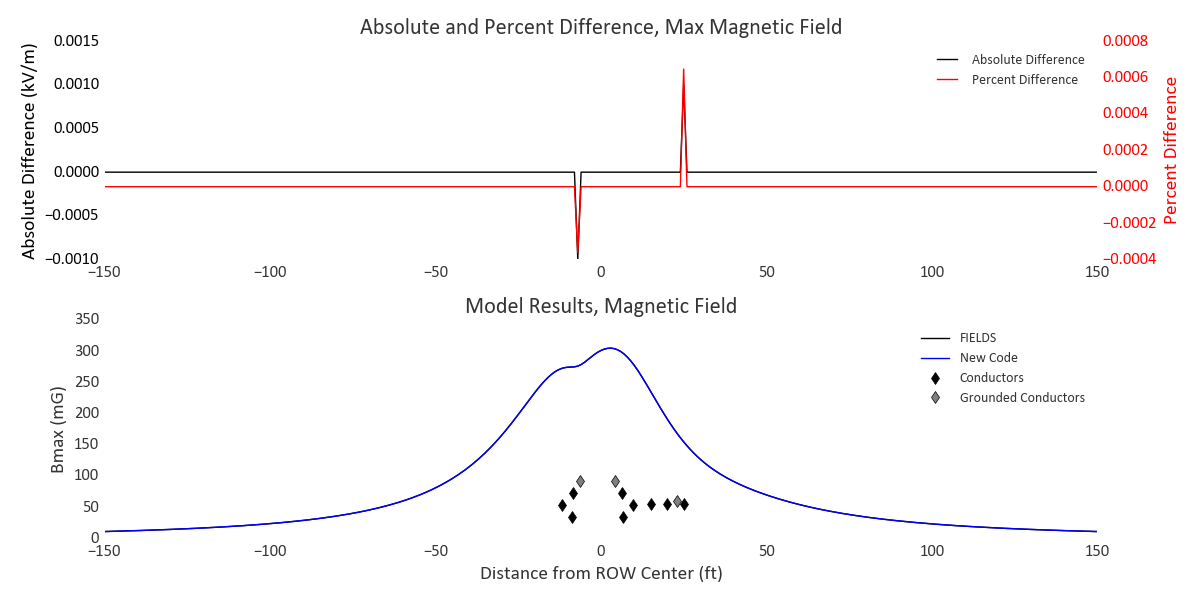 Absolute and Percent Difference, Max Magnetic Field
Absolute Difference (kV/m)
0.0015
0.0010
0.0005
0.0000
−0.0005
−0.0010
Absolute Difference
Percent Difference
0.0008
0.0006
0.0004
0.0002
0.0000
−0.0002
−0.0004
Percent Difference
−150
−100
−50
0
50
100
150
Model Results, Magnetic Field
Bmax (mG)
350
300
250
200
150
100
50
0
FIELDS
New Code
Conductors
Grounded Conductors
−150
−100
−50
0
50
100
150
Distance from ROW Center (ft)